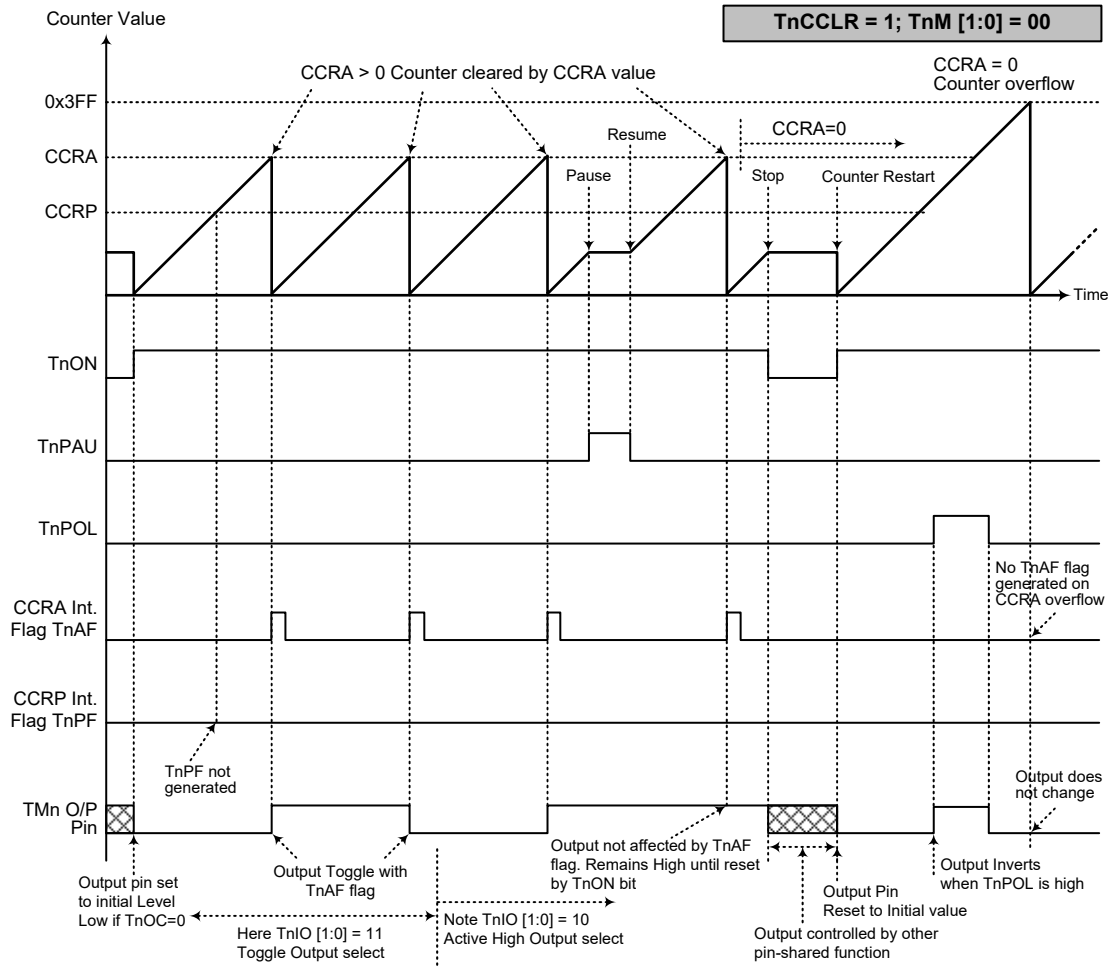 Counter Value
TnCCLR = 1; TnM [1:0] = 00
CCRA > 0 Counter cleared by CCRA value
CCRA = 0
Counter overflow
0x3FF
Resume
CCRA=0
CCRA
Pause
Stop
Counter Restart
CCRP
Time
TnON
TnPAU
TnPOL
No TnAF flag
generated on
CCRA overflow
CCRA Int.
Flag TnAF
CCRP Int.
Flag TnPF
TnPF not
generated
Output does
not change
TMn O/P
Pin
Output pin set
to initial Level
Low if TnOC=0
Output Toggle with
TnAF flag
Here TnIO [1:0] = 11
Toggle Output select
Note TnIO [1:0] = 10
Active High Output select
Output not affected by TnAF
flag. Remains High until reset
by TnON bit
Output controlled by other
pin-shared function
Output Pin
Reset to Initial value
Output Inverts
when TnPOL is high